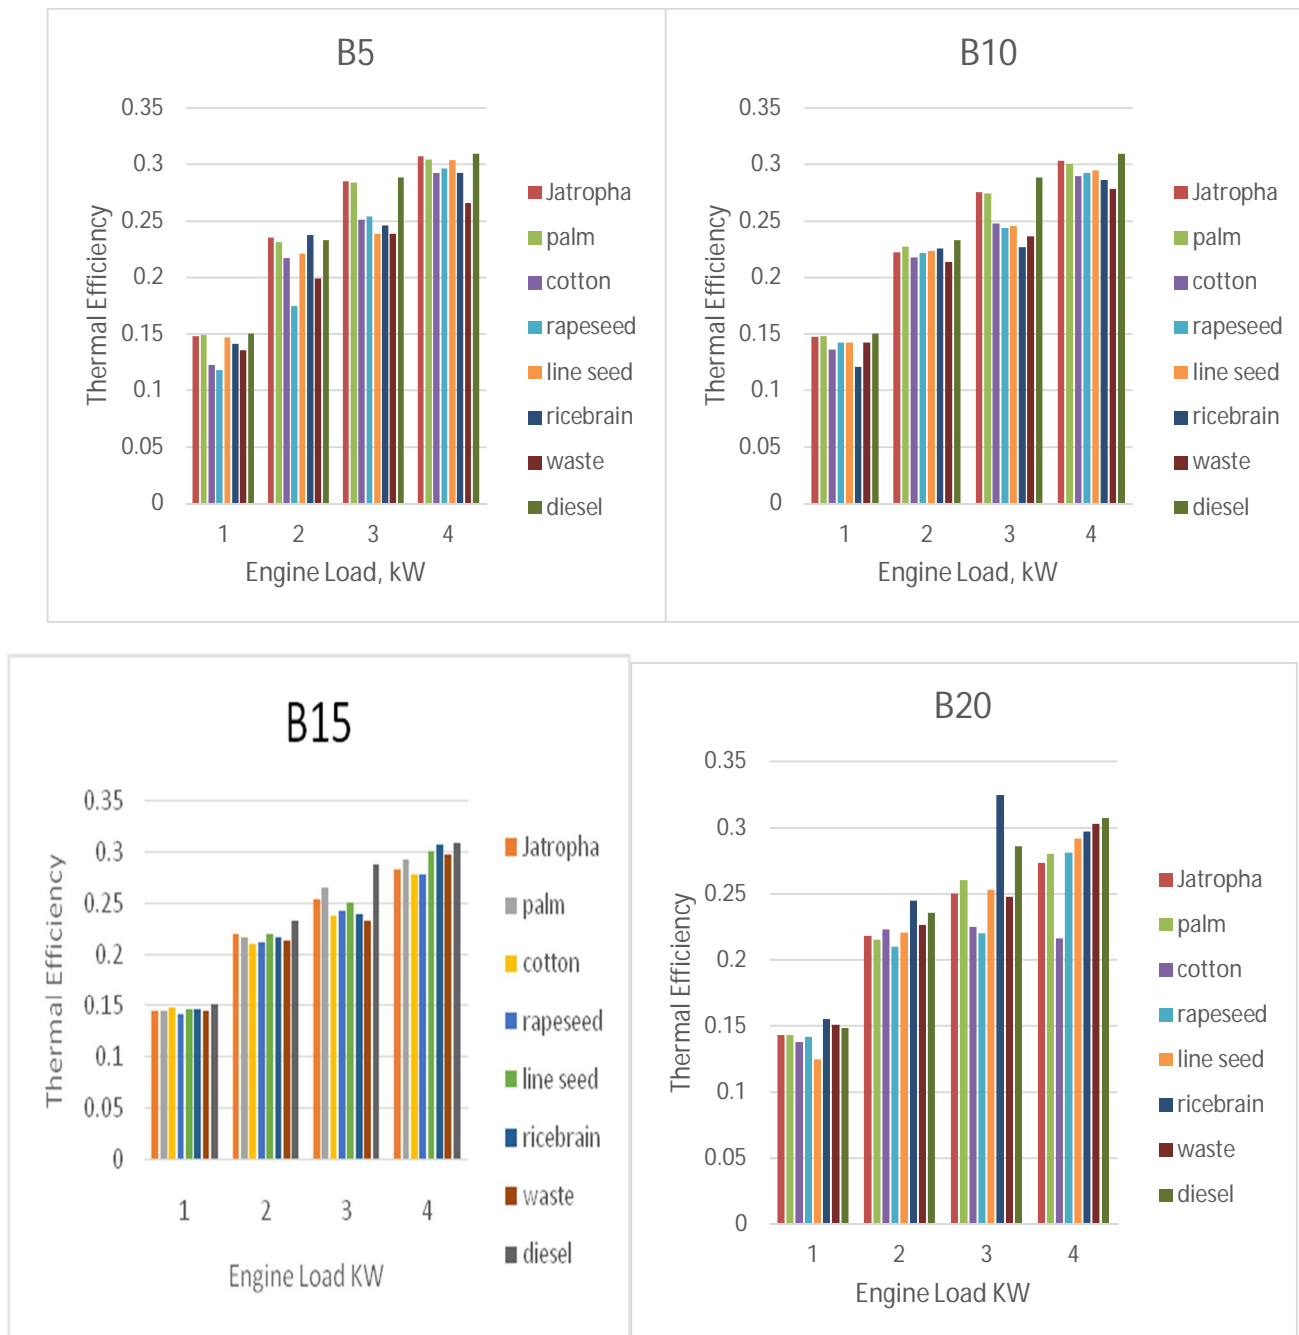 B5
0.35
0.3
0.25
0.2
0.15
0.1
0.05
0
Thermal Efficiency
1 2 3 4
Engine Load, kW
Jatropha
palm
cotton
rapeseed
line seed
ricebrain
waste
diesel
B10
0.35
0.3
0.25
0.2
0.15
0.1
0.05
0
Thermal Efficiency
1 2 3 4
Engine Load, kW
Jatropha
palm
cotton
rapeseed
line seed
ricebrain
waste
diesel
B15
0.35
0.3
0.25
0.2
0.15
0.1
0.05
0
Thermal Efficiency
1 2 3 4
Engine Load KW
Jatropha
palm
cotton
rapeseed
line seed
ricebrain
waste
diesel
B20
0.35
0.3
0.25
0.2
0.15
0.1
0.05
0
Thermal Efficiency
1 2 3 4
Engine Load KW
Jatropha
palm
cotton
rapeseed
line seed
ricebrain
waste
diesel